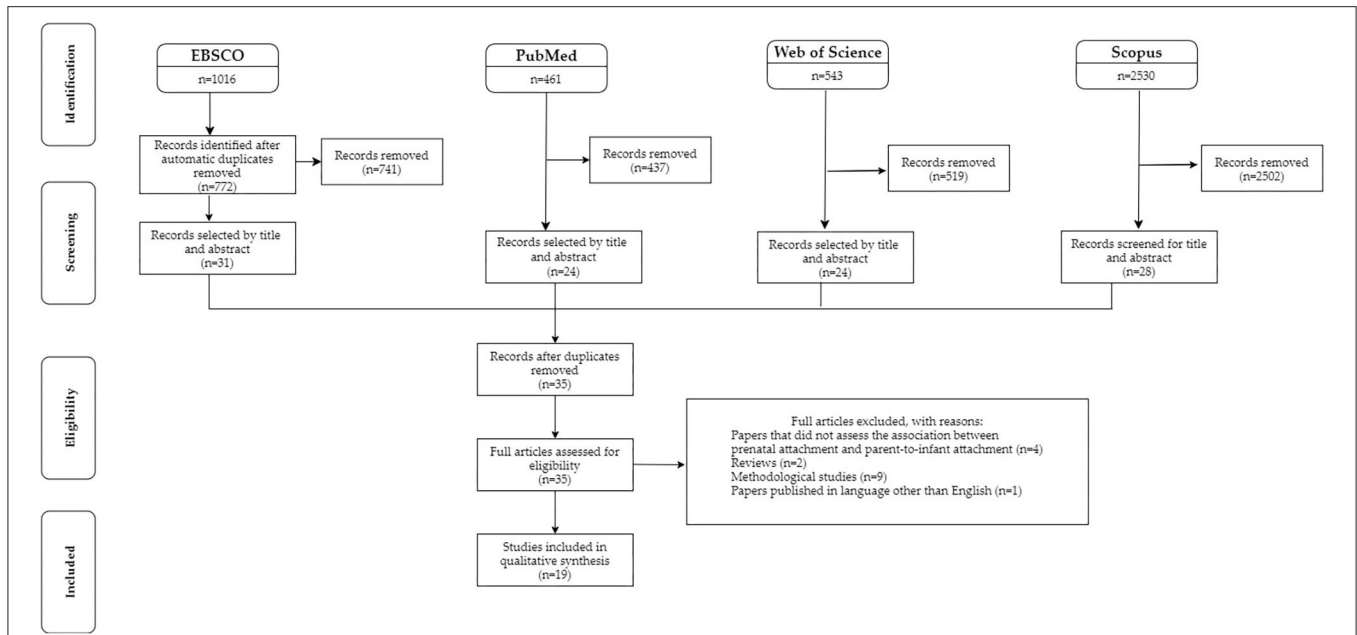 Identification
EBSCO
n=1016
PubMed
n=461
Web of Science
n=543
Scopus
n=2530
Records identified after
automatic duplicates
removed
(n=772)
Records removed
(n=741)
Records removed
(n=437)
Records removed
(n=519)
Records removed
(n=2502)
Screening
Records selected by title
and abstract
(n=31)
Records selected by title
and abstract
(n=24)
Records selected by title
and abstract
(n=24)
Records screened for title
and abstract
(n=28)
Eligibility
Records after duplicates
removed
(n=35)
Full articles assessed for
eligibility
(n=35)
Full articles excluded, with reasons:
Papers that did not assess the association between
prenatal attachment and parent-to-infant attachment (n=4)
Reviews (n=2)
Methodological studies (n=9)
Papers published in language other than English (n=1)
Included
Studies included in
qualitative synthesis
(n=19)